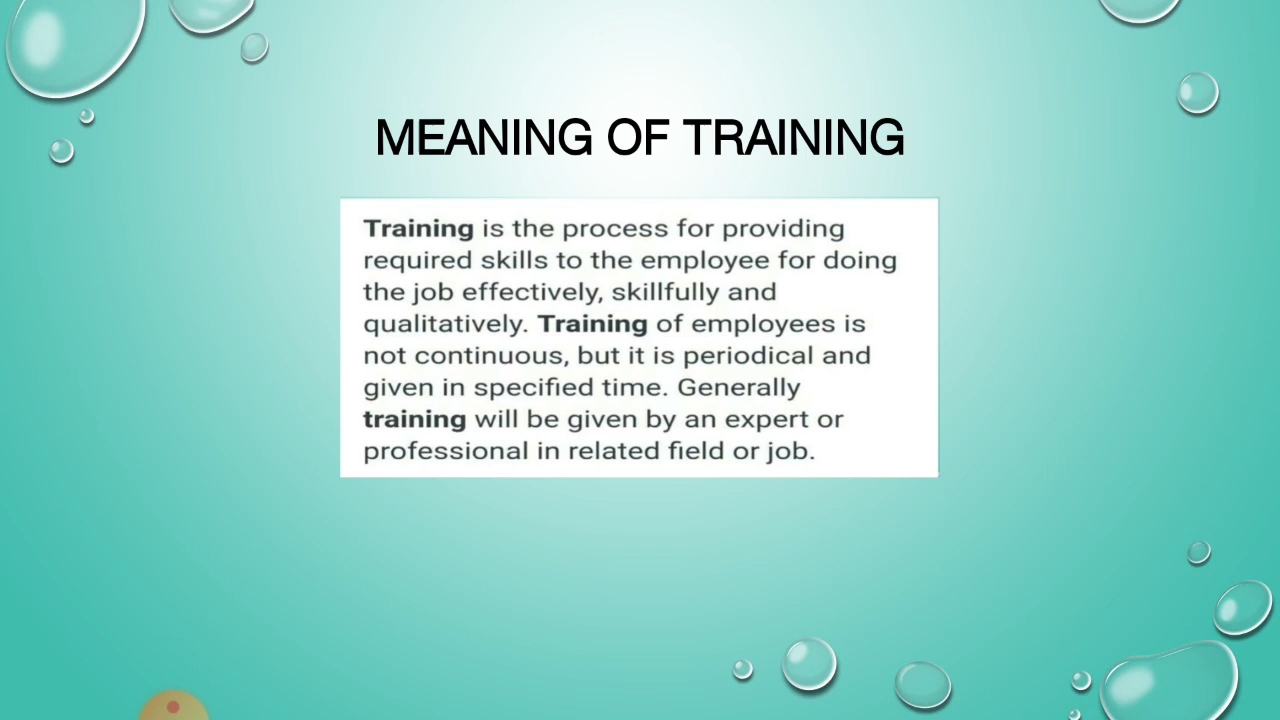 MEANING OF TRAINING
Training is the process for providing
required skills to the employee for doing
the job effectively, skillfully and
qualitatively. Training of employees is
not continuous, but it is periodical and
given in specified time. Generally
training will be given by an expert or
professional in related field or job.